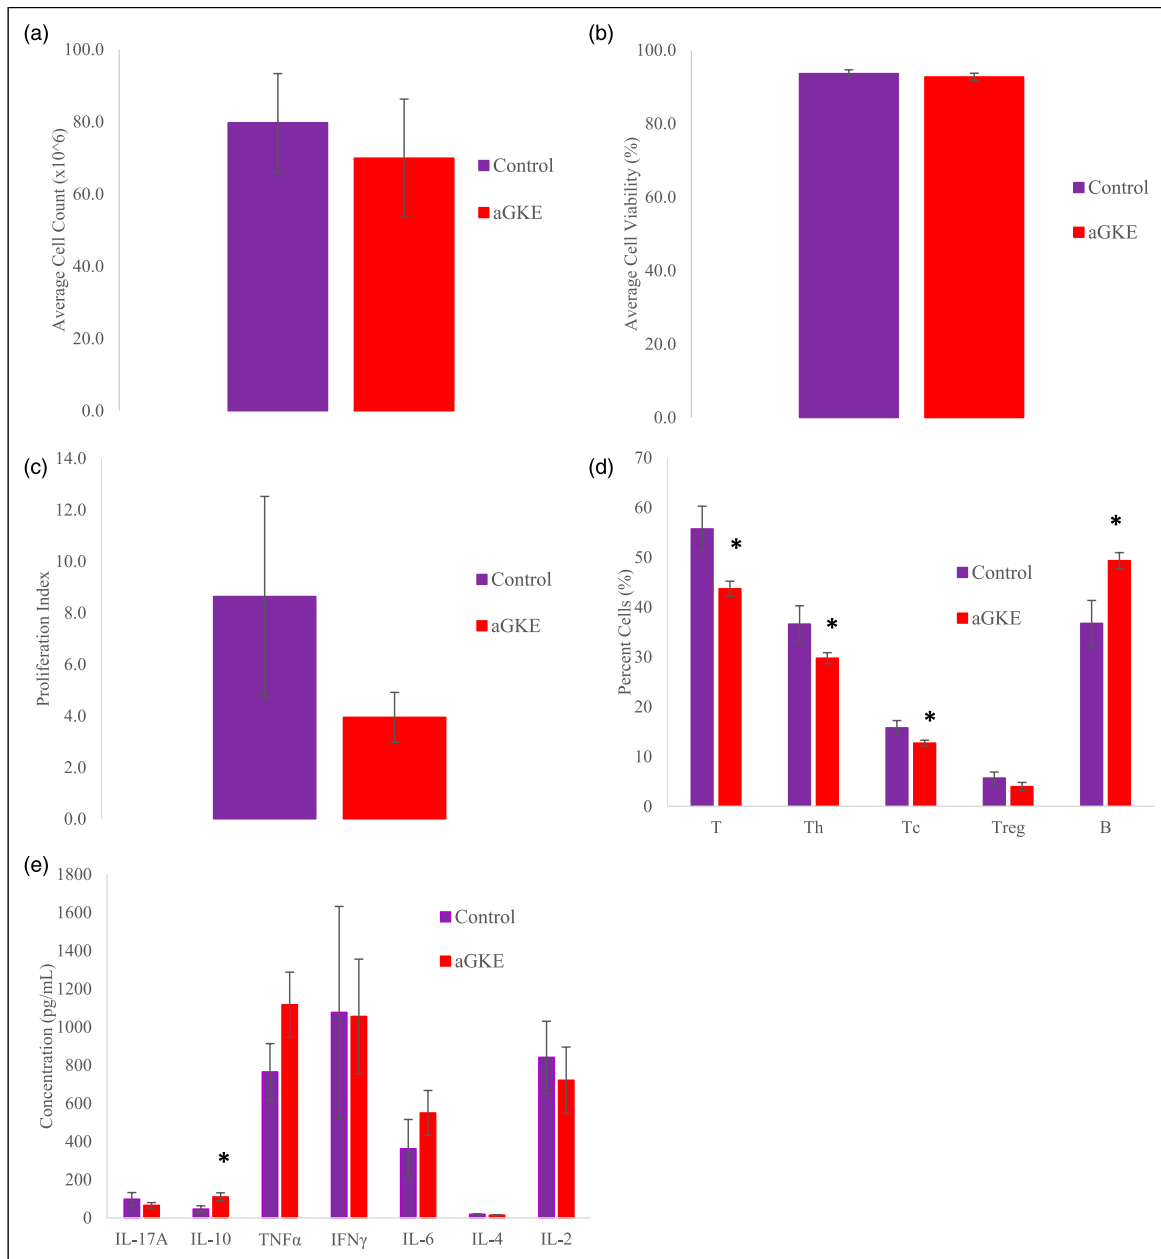 (a)
100.0
80.0
60.0
40.0
20.0
0.0
Average Cell Count (x10^6)
Control
aGKE
(b)
100.0
80.0
60.0
40.0
20.0
0.0
Average Cell Viability (%)
Control
aGKE
(c)
14.0
12.0
10.0
8.0
6.0
4.0
2.0
0.0
Proliferation Index
Control
aGKE
(d)
70
60
50
40
30
20
10
0
Percent Cells (%)
* * * *
Control
aGKE
T Th Tc Treg B
(e)
1800
1600
1400
1200
1000
800
600
400
200
0
Concentration (pg/mL)
*
Control
aGKE
IL-17A IL-10 TNFα IFNγ IL-6 IL-4 IL-2